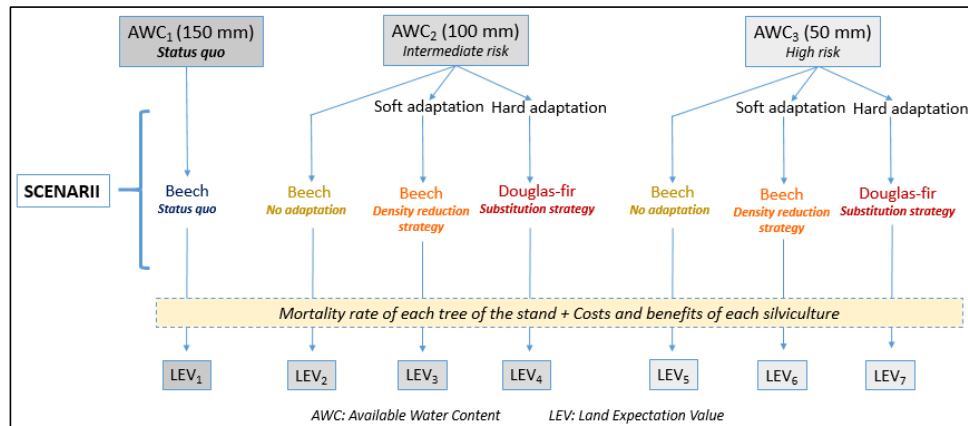 AWC1 (150 mm)
Status quo
AWC2 (100 mm)
Intermediate risk
AWC3 (50 mm)
High risk
Soft adaptation
Hard adaptation
Soft adaptation
Hard adaptation
SCENARII
Beech
Status quo
Beech
No adaptation
Beech
Density reduction
strategy
Douglas-fir
Substitution strategy
Beech
No adaptation
Beech
Density reduction
strategy
Douglas-fir
Substitution strategy
Mortality rate of each tree of the stand + Costs and benefits of each silviculture
LEV1
LEV2
LEV3
LEV4
LEV5
LEV6
LEV7
AWC: Available Water Content
LEV: Land Expectation Value